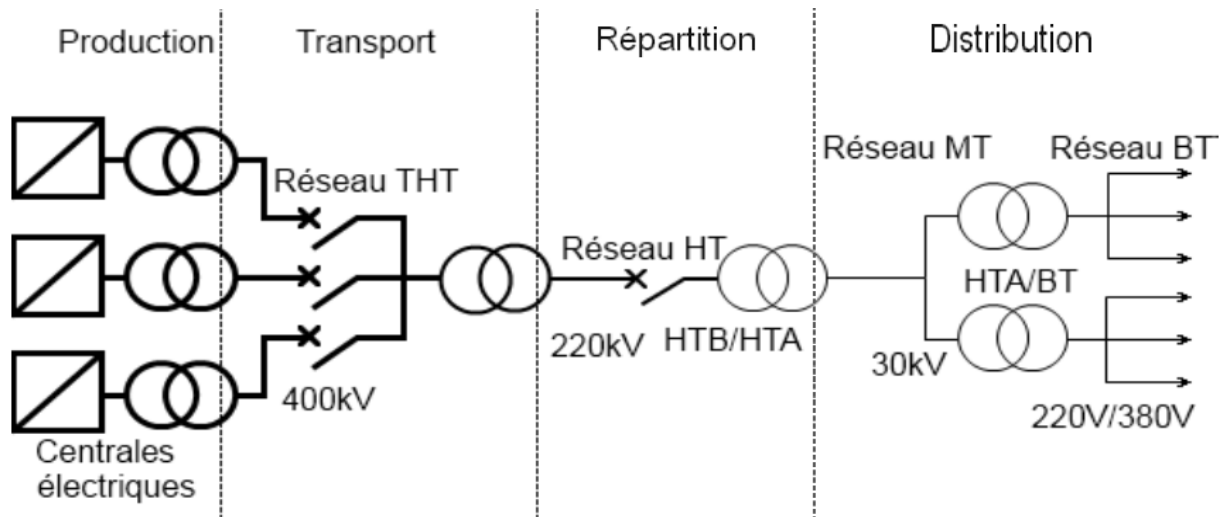 Production
Transport
Répartition
Distribution
Réseau THT
Réseau HT
Réseau MT
Réseau BT
HTA/BT
220kV
HTB/HTA
30kV
400kV
220V/380V
Centrales
électriques